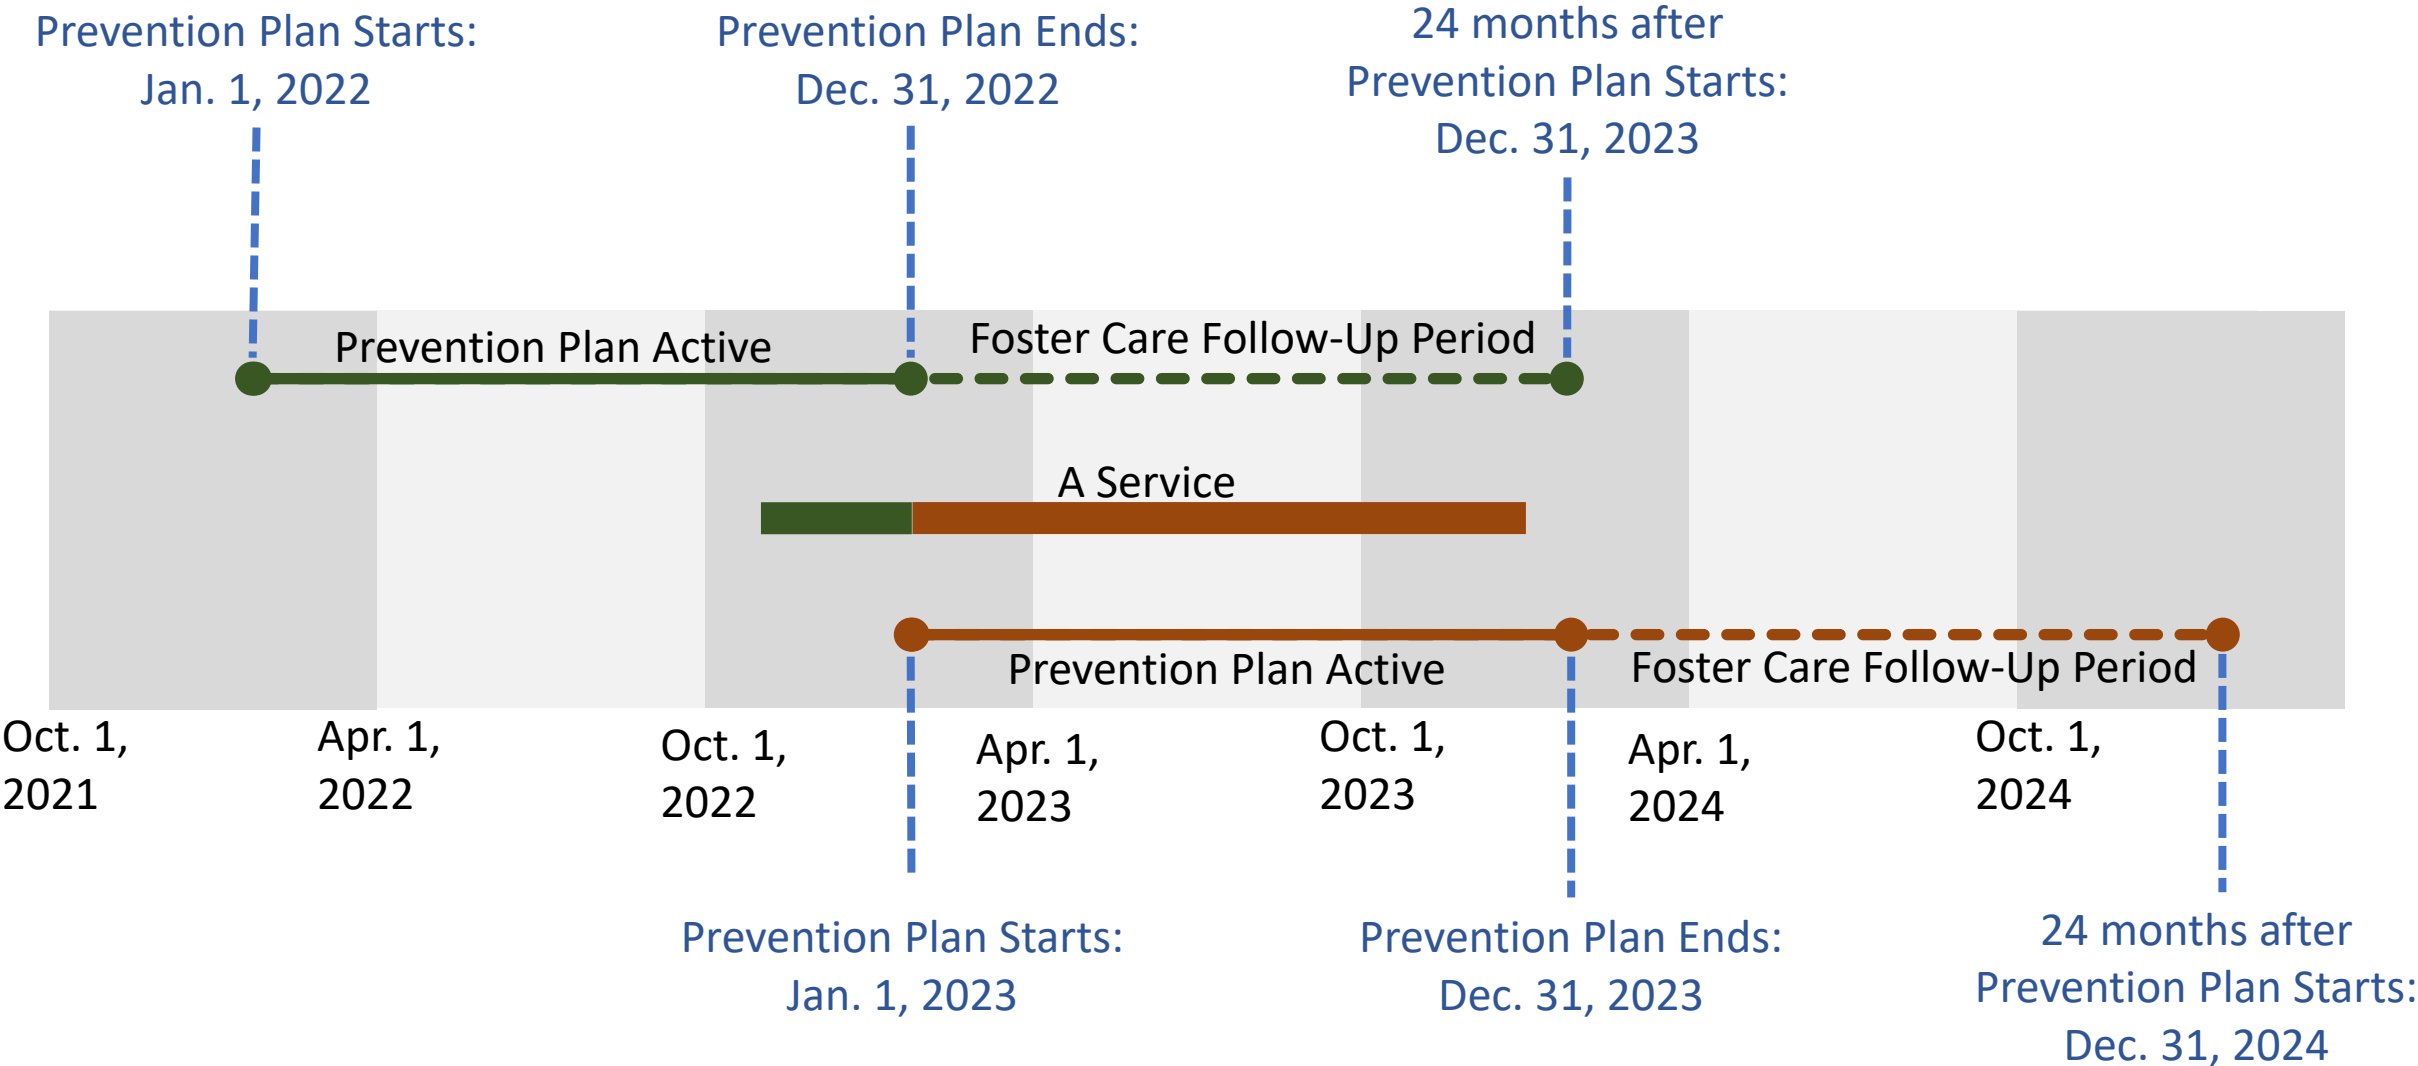 Prevention Plan Starts:
Jan. 1, 2022
Prevention Plan Ends:
Dec. 31, 2022
24 months after
Prevention Plan Starts:
Dec. 31, 2023
Prevention Plan Active
Foster Care Follow-Up Period
A Service
Prevention Plan Active
Foster Care Follow-Up Period
Oct. 1,
2021
Apr. 1,
2022
Oct. 1,
2022
Apr. 1,
2023
Oct. 1,
2023
Apr. 1,
2024
Oct. 1,
2024
Prevention Plan Starts:
Jan. 1, 2023
Prevention Plan Ends:
Dec. 31, 2023
24 months after
Prevention Plan Starts:
Dec. 31, 2024